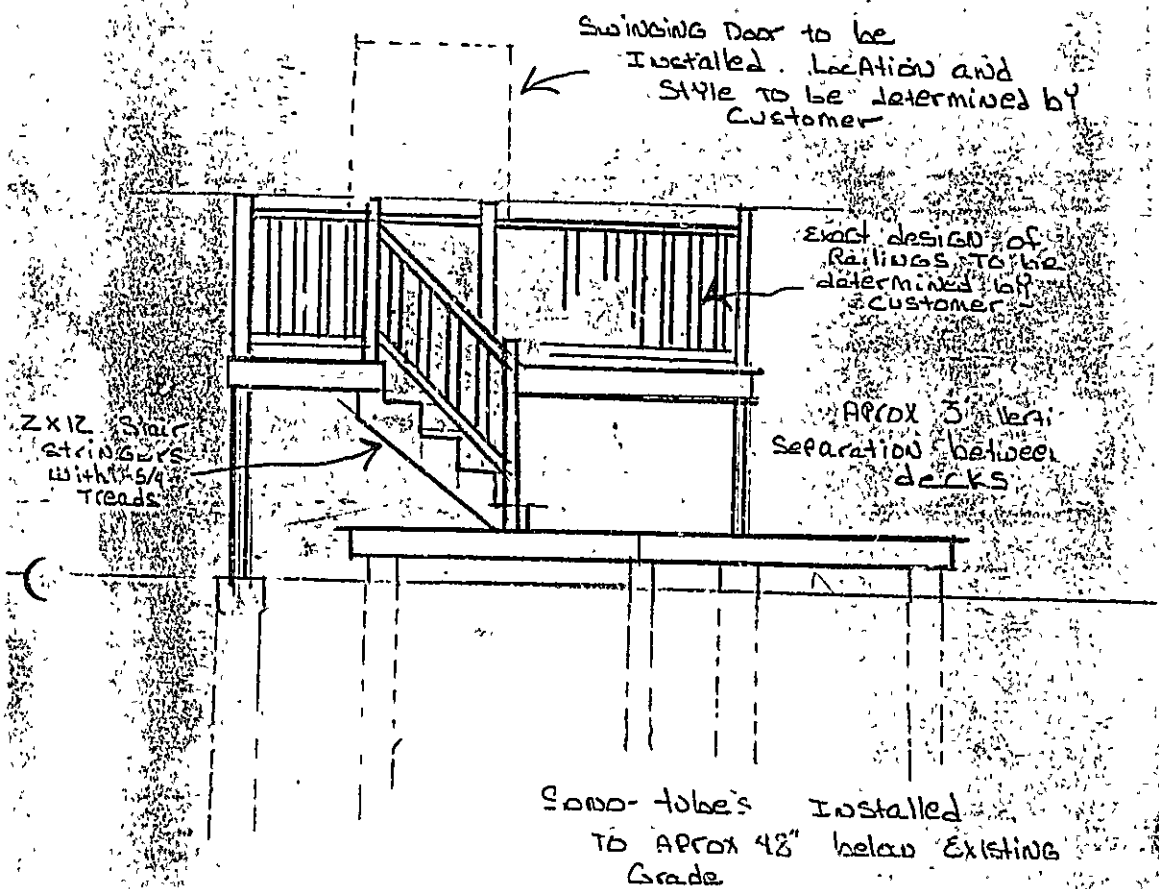 Swinging Door to be
Installed. Location and
Style to be determined by
Customer
Exact design of
Railings to be
determined by
Customer
2x12 Stair
Stringers
with 5/4
Treads
Aprox
Separation between
decks
Sono-tube's Installed
To Aprox 48" below Existing
Grade